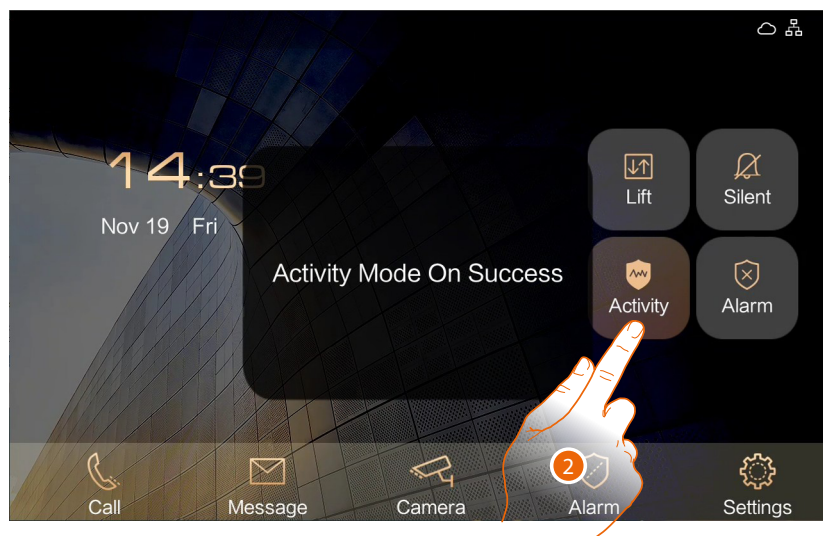 14:39
Nov 19 Fri
Lift
Silent
Activity Mode On Success
Activity
Alarm
2
Call
Message
Camera
Alarm
Settings